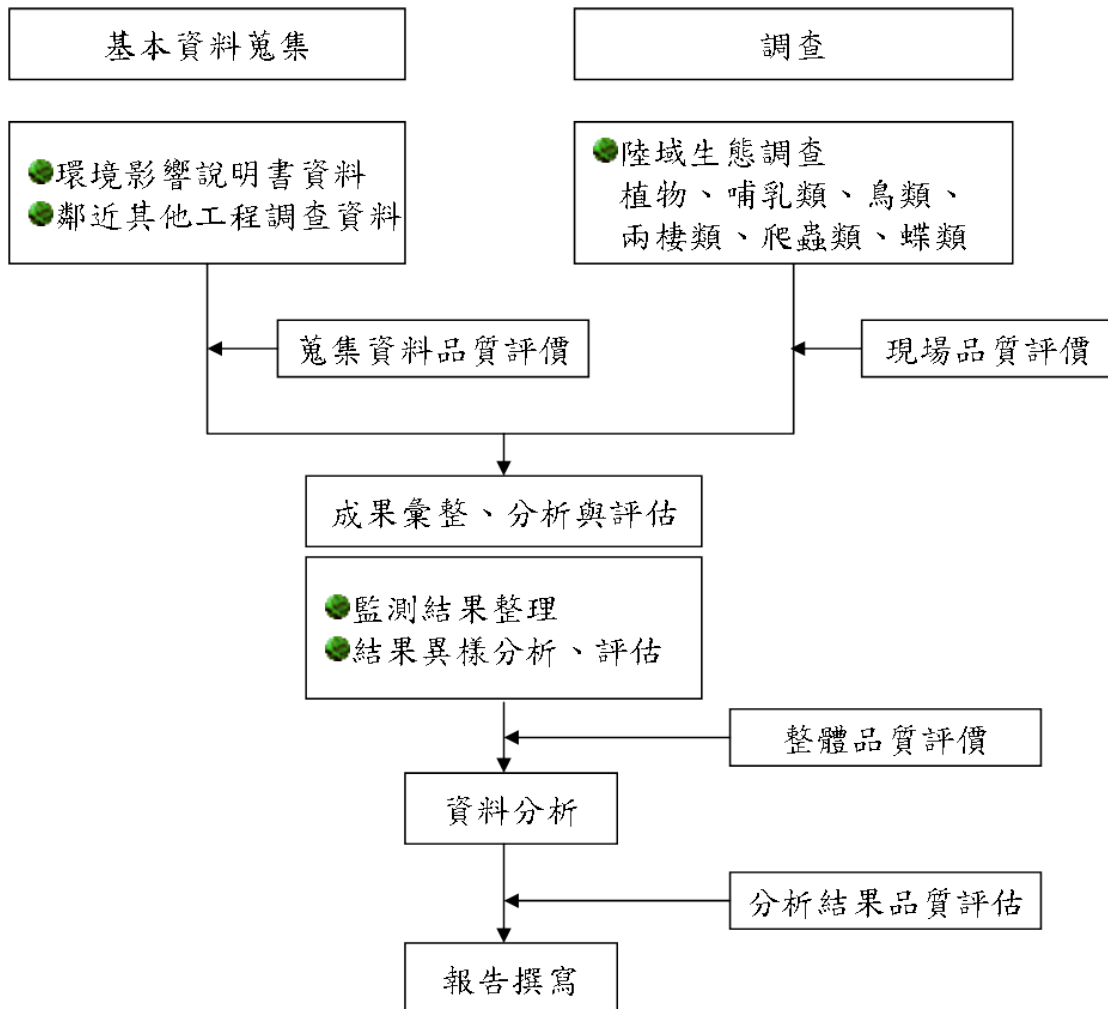 基本資料蒐集
調查
環境影響說明書資料
鄰近其他工程調查資料
陸域生態調查
植物、哺乳類、鳥類、
兩棲類、爬蟲類、蝶類
蒐集資料品質評價
現場品質評價
成果彙整、分析與評估
監測結果整理
結果異樣分析、評估
整體品質評價
資料分析
分析結果品質評估
報告撰寫